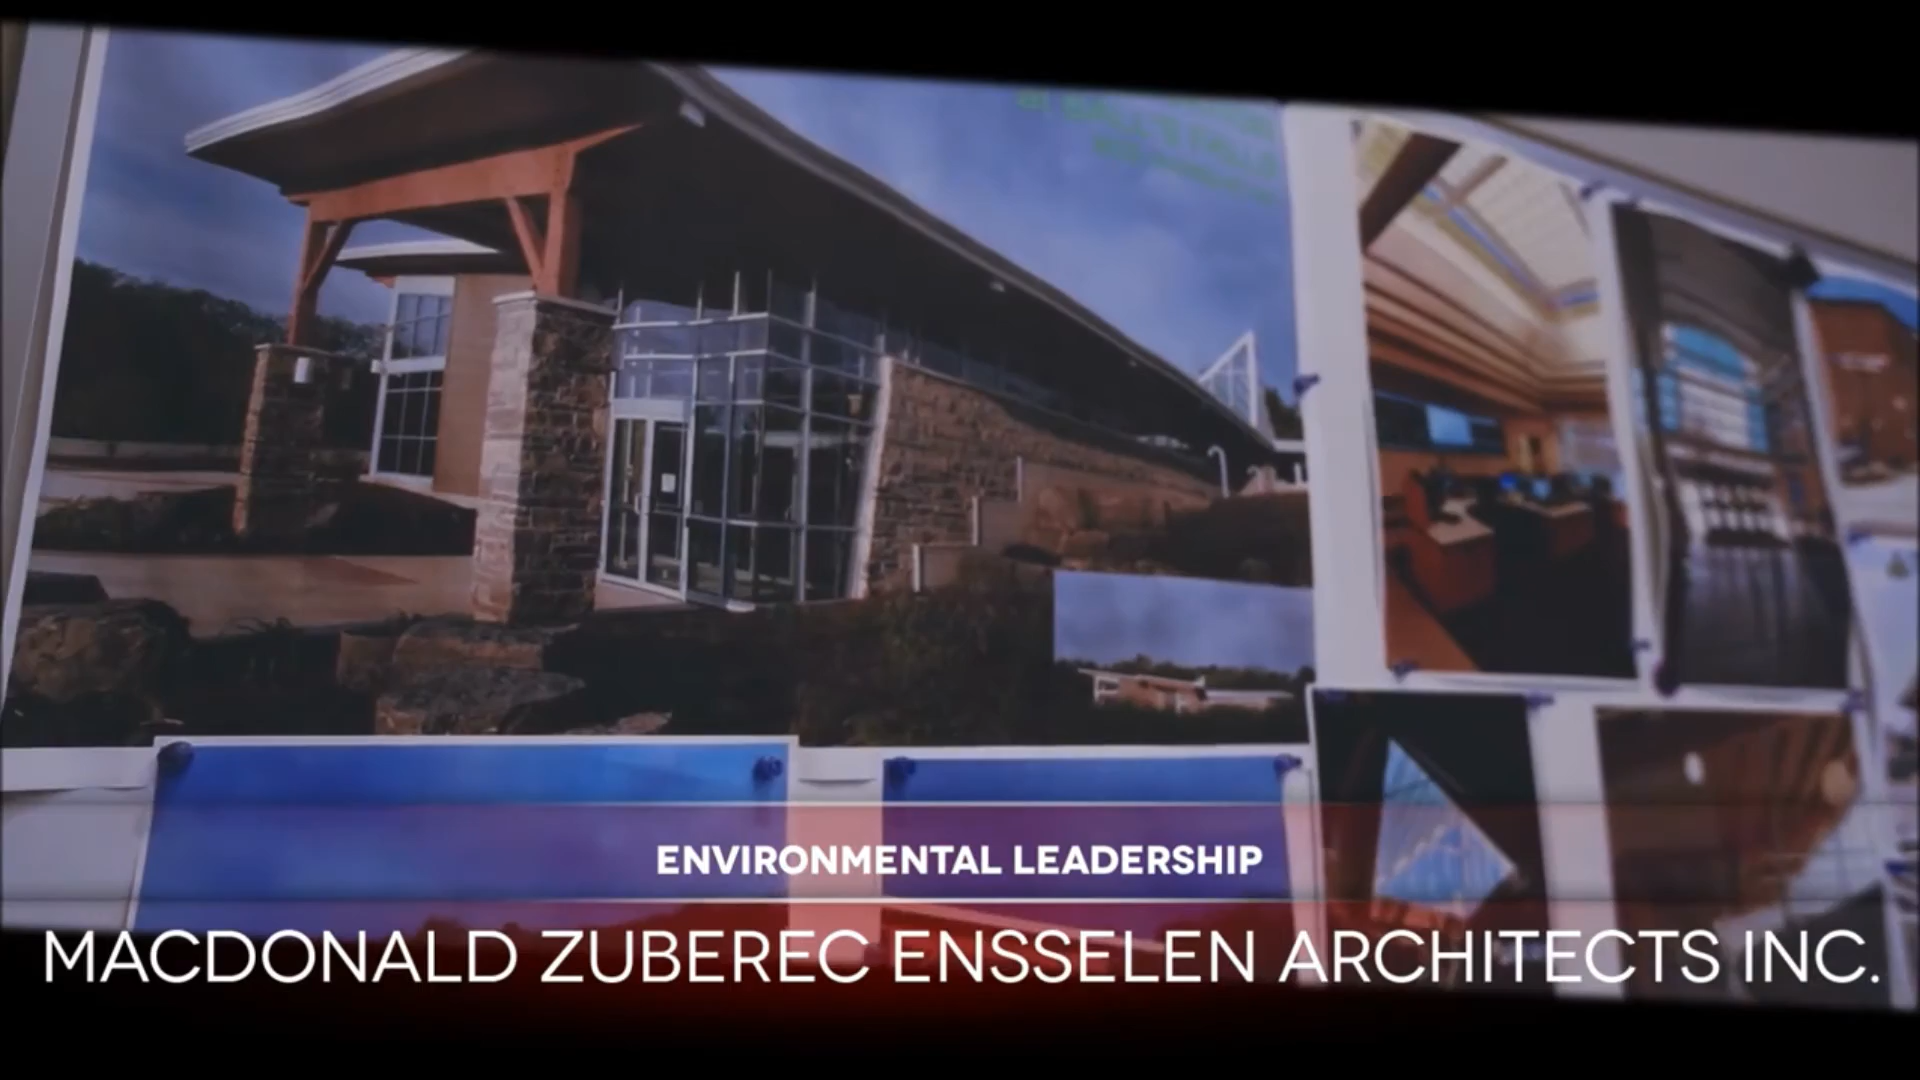 ENVIRONMENTAL LEADERSHIP
MACDONALD ZUBEREC ENSSELEN ARCHITECTS INC.